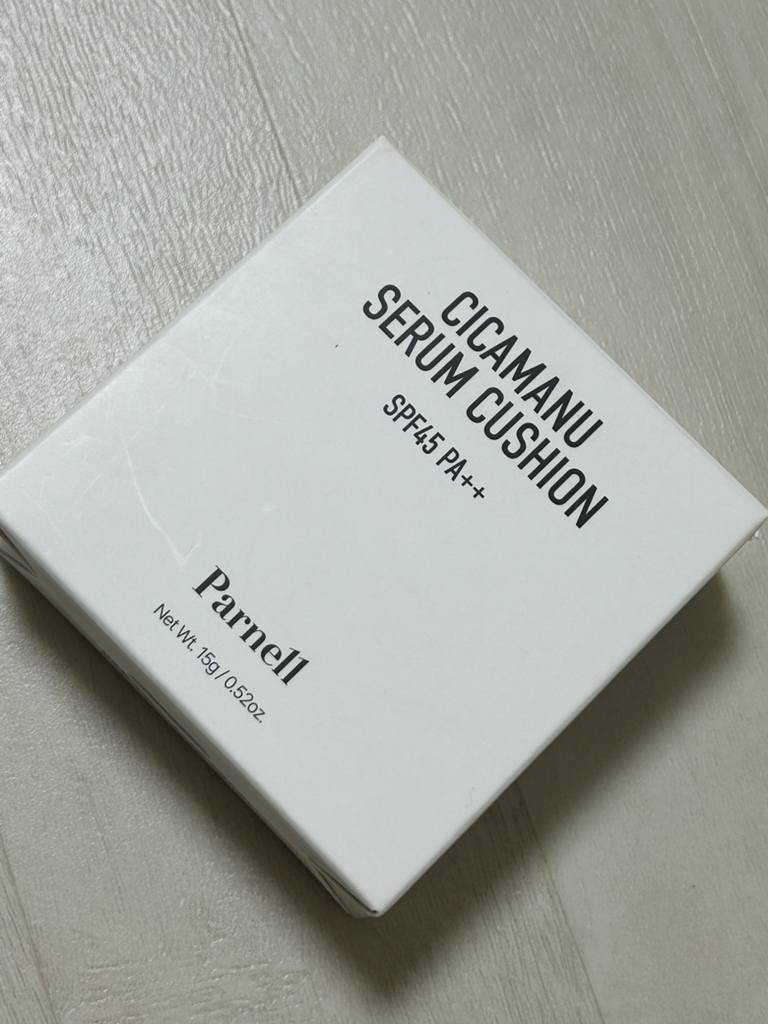 CICAMANU
SERUM CUSHION
SPF45 PA++
Parnell
Net Wt. 15g / 0.52oz.